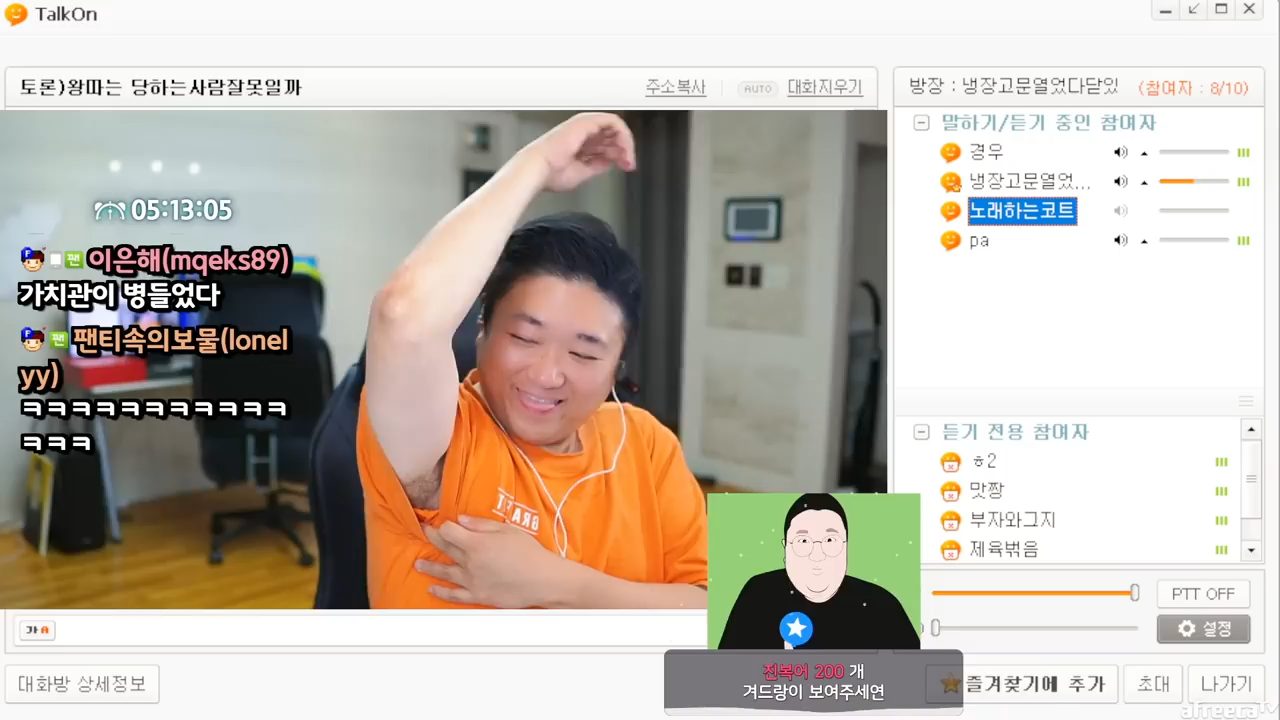 TalkOn
토론)왕따는 당하는사람잘못일까
주소복사
AUTO
대화지우기
방장 : 냉장고문열었다닫있
(참여자 : 8/10)
말하기/듣기 중인 참여자
경우
냉장고문열었...
노래하는코트
pa
05:13:05
F 팬 이은해(mqeks89)
가치관이 병들었다
F 팬 팬티속의보물(lonel
yy)
ㅋㅋㅋㅋㅋㅋㅋㅋㅋㅋㅋ
ㅋㅋㅋ
듣기 전용 참여자
ㅎ2
맛짱
부자와그지
제육볶음
PTT OFF
설정
가
진복어 200 개
겨드랑이 보여주세연
대화방 상세정보
즐겨찾기에 추가
초대
나가기
afreecaTV